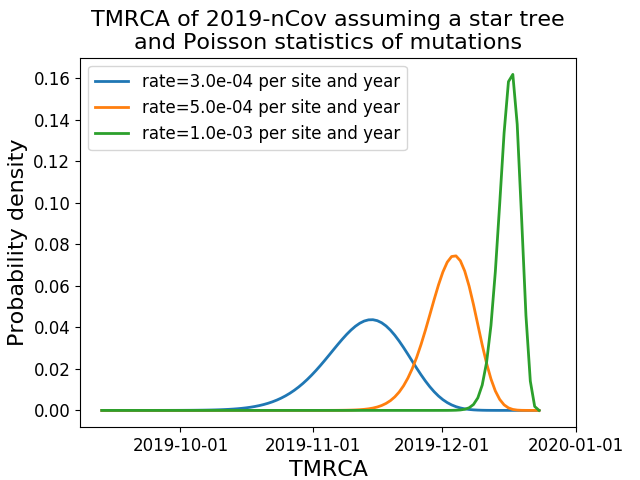 TMRCA of 2019-nCov assuming a star tree
and Poisson statistics of mutations
rate=3.0e-04 per site and year
rate=5.0e-04 per site and year
rate=1.0e-03 per site and year
Probability density
0.16
0.14
0.12
0.10
0.08
0.06
0.04
0.02
0.00
2019-10-01 2019-11-01 2019-12-01 2020-01-01
TMRCA